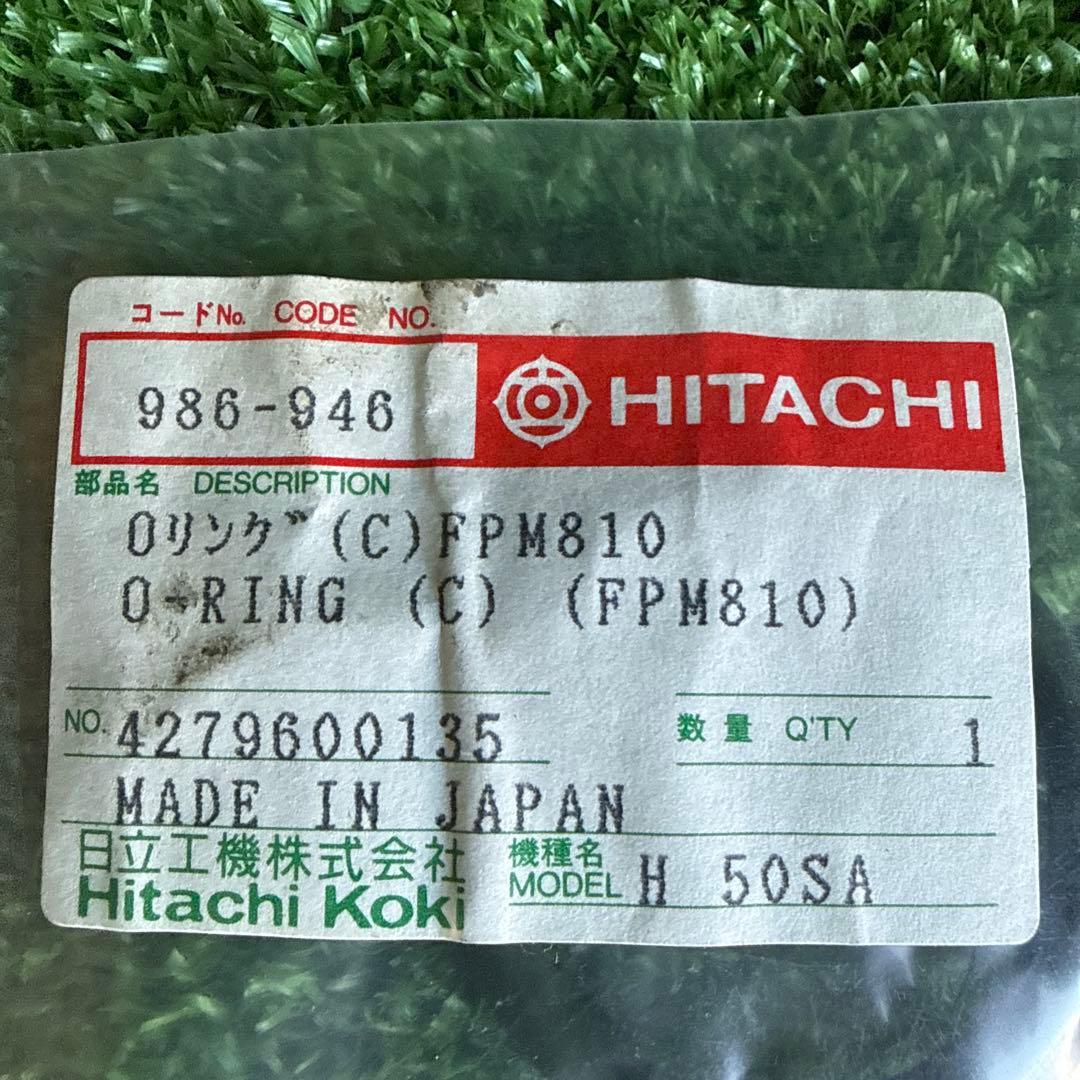 コードNo. CODE NO.
986-946
HITACHI
部品名 DESCRIPTION
Oリング(C)FPM810
O-RING (C) (FPM810)
NO. 4279600135
数量 Q'TY 1
MADE IN JAPAN
日立工機株式会社
Hitachi Koki
機種名
MODEL H 50SA